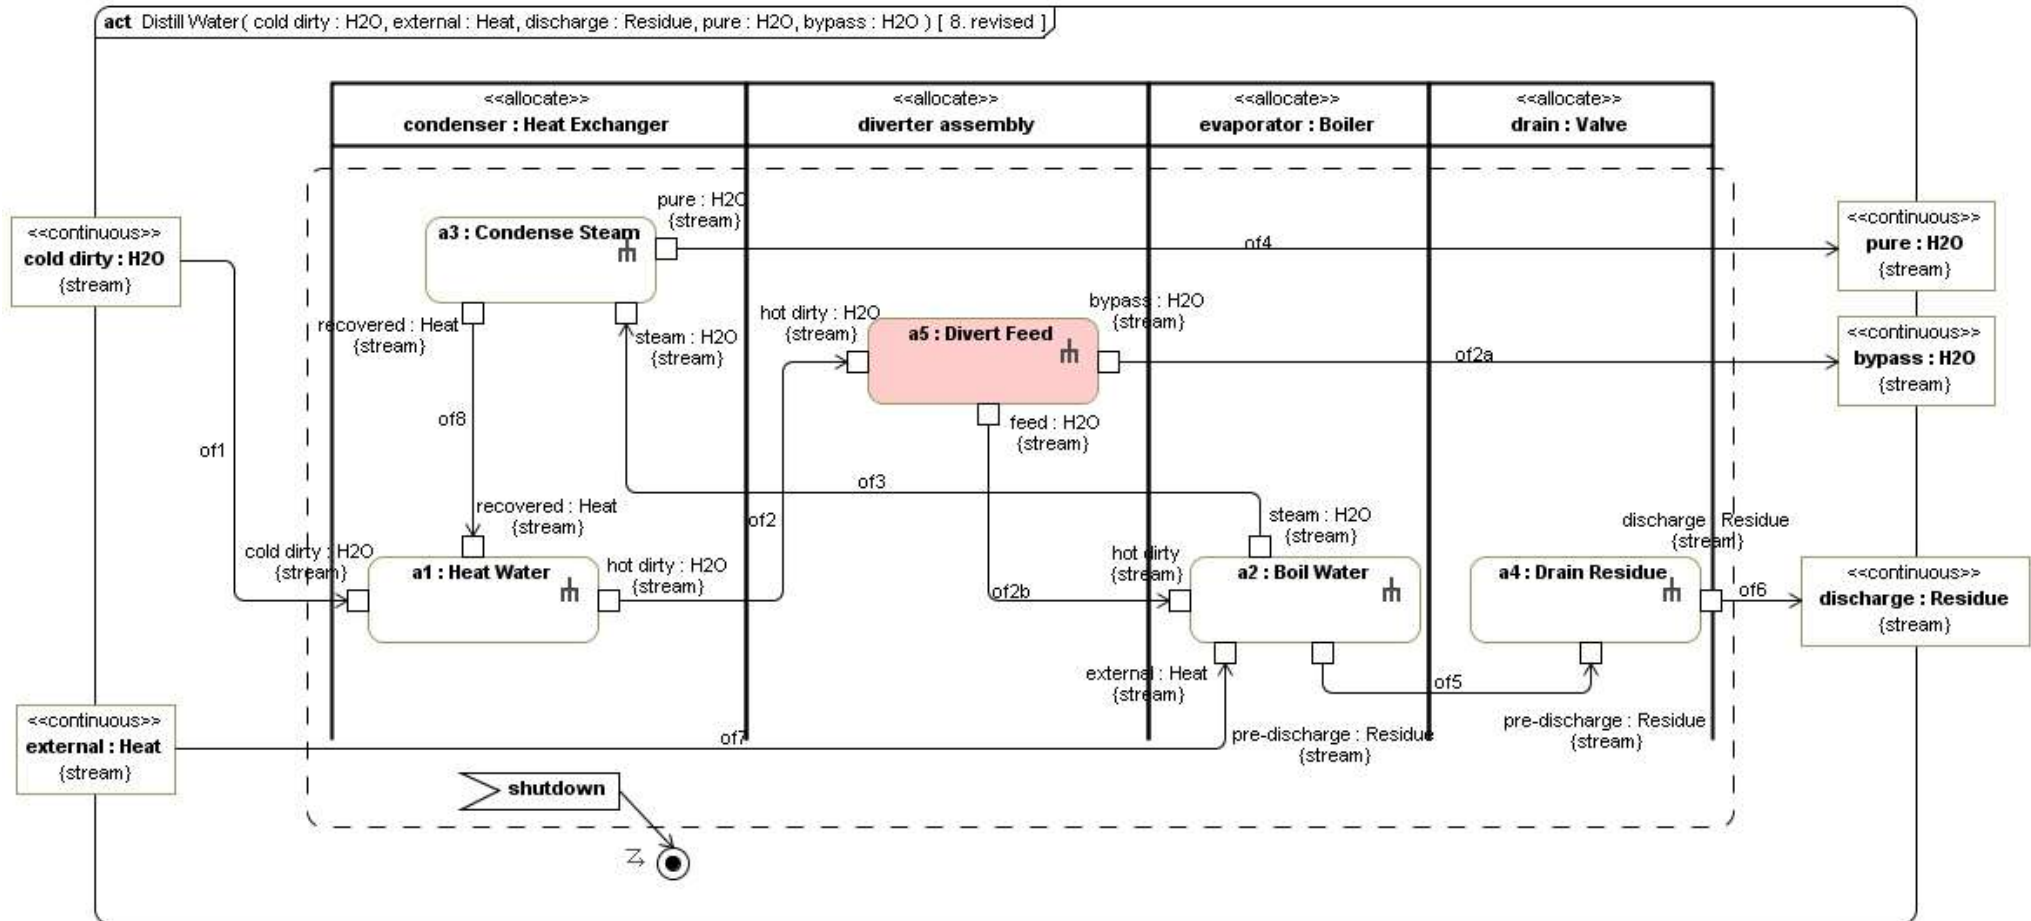 act Distill Water( cold dirty : H2O, external : Heat, discharge : Residue, pure : H2O, bypass : H2O ) [ 8. revised ]
<<allocate>>
condenser : Heat Exchanger
<<allocate>>
diverter assembly
<<allocate>>
evaporator : Boiler
<<allocate>>
drain : Valve
<<continuous>>
cold dirty : H2O
{stream}
a3 : Condense Steam
pure : H2O
{stream}
of4
<<continuous>>
pure : H2O
{stream}
recovered : Heat
{stream}
steam : H2O
{stream}
hot dirty : H2O
{stream}
a5 : Divert Feed
bypass : H2O
{stream}
of2a
<<continuous>>
bypass : H2O
{stream}
of1
of8
feed : H2O
{stream}
of3
recovered : Heat
{stream}
of2
steam : H2O
{stream}
discharge : Residue
{stream}
cold dirty : H2O
{stream}
a1 : Heat Water
hot dirty : H2O
{stream}
of2b
hot dirty
{stream}
a2 : Boil Water
a4 : Drain Residue
of6
<<continuous>>
discharge : Residue
{stream}
external : Heat
{stream}
of5
<<continuous>>
external : Heat
{stream}
of7
pre-discharge : Residue
{stream}
pre-discharge : Residue
{stream}
shutdown